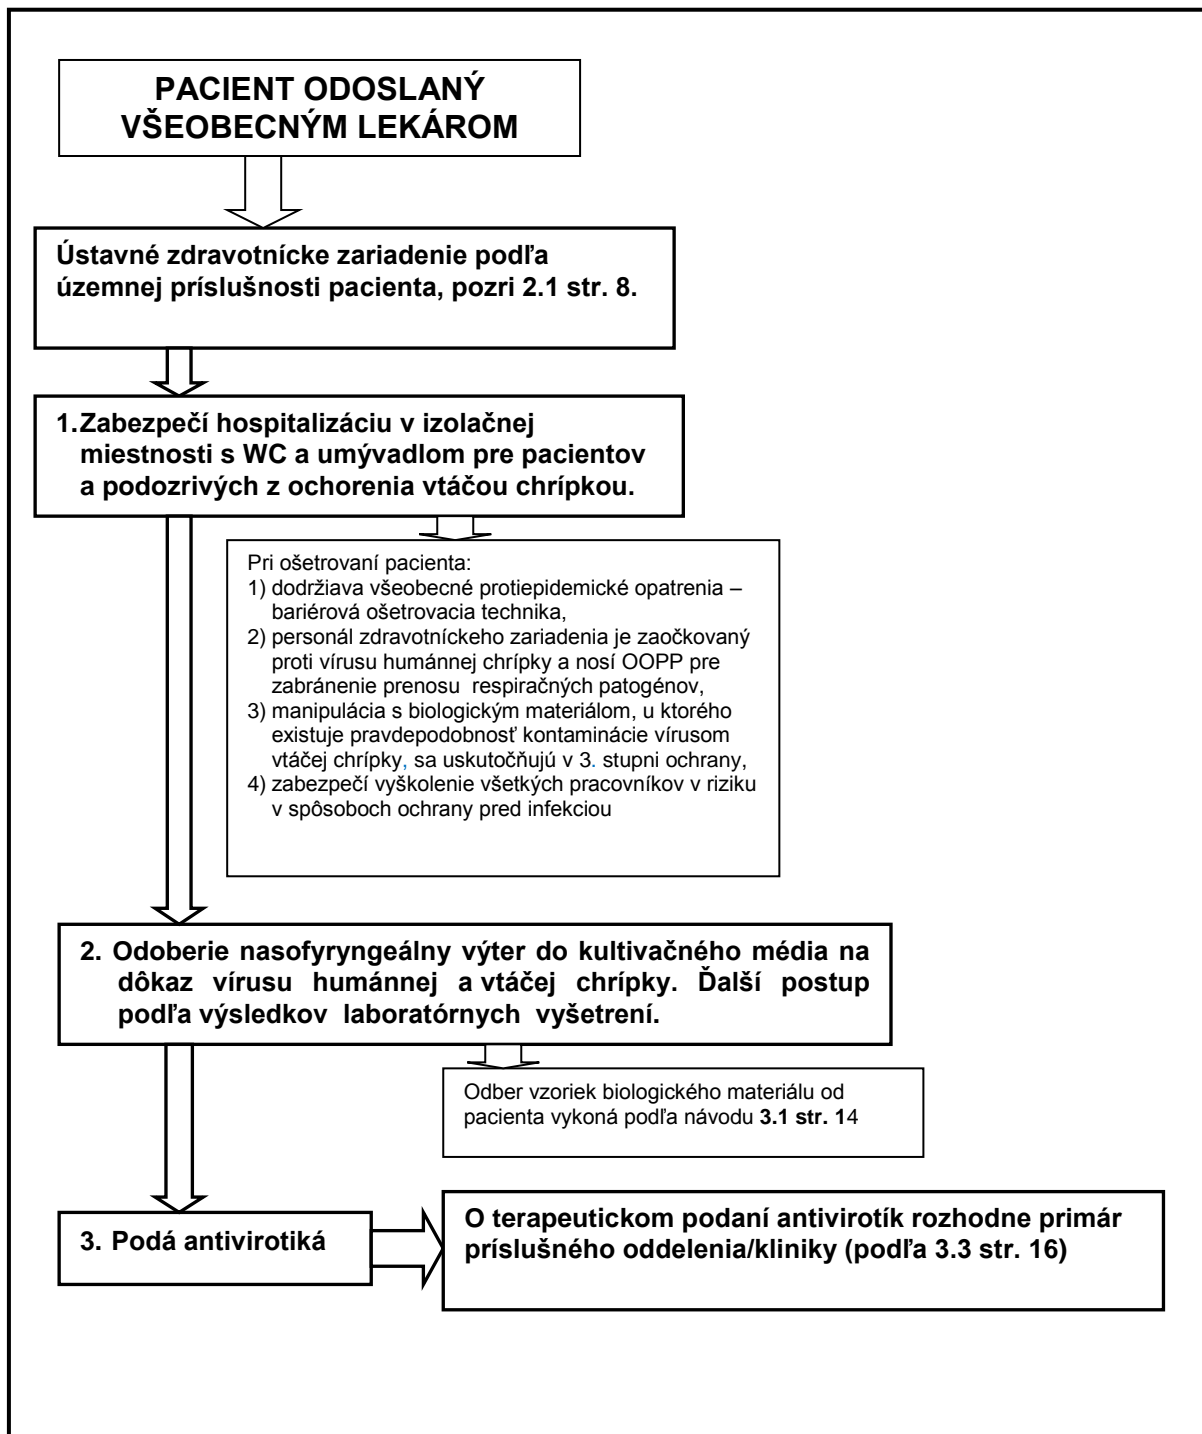 PACIENT ODOSLANÝ
VŠEOBECNÝM LEKÁROM
Ústavné zdravotnícke zariadenie podľa
územnej príslušnosti pacienta, pozri 2.1 str. 8.
1.Zabezpečí hospitalizáciu v izolačnej
miestnosti s WC a umývadlom pre pacientov
a podozrivých z ochorenia vtáčou chrípkou.
Pri ošetrovaní pacienta:
1) dodržiava všeobecné protiepidemické opatrenia –
bariérová ošetrovacia technika,
2) personál zdravotníckeho zariadenia je zaočkovaný
proti vírusu humánnej chrípky a nosí OOPP pre
zabránenie prenosu respiračných patogénov,
3) manipulácia s biologickým materiálom, u ktorého
existuje pravdepodobnosť kontaminácie vírusom
vtáčej chrípky, sa uskutočňujú v 3. stupni ochrany,
4) zabezpečí vyškolenie všetkých pracovníkov v riziku
v spôsoboch ochrany pred infekciou
2. Odoberie nasofyryngeálny výter do kultivačného média na
dôkaz vírusu humánnej a vtáčej chrípky. Ďalší postup
podľa výsledkov laboratórnych vyšetrení.
Odber vzoriek biologického materiálu od
pacienta vykoná podľa návodu 3.1 str. 14
3. Podá antivirotiká
O terapeutickom podaní antivirotík rozhodne primár
príslušného oddelenia/kliniky (podľa 3.3 str. 16)